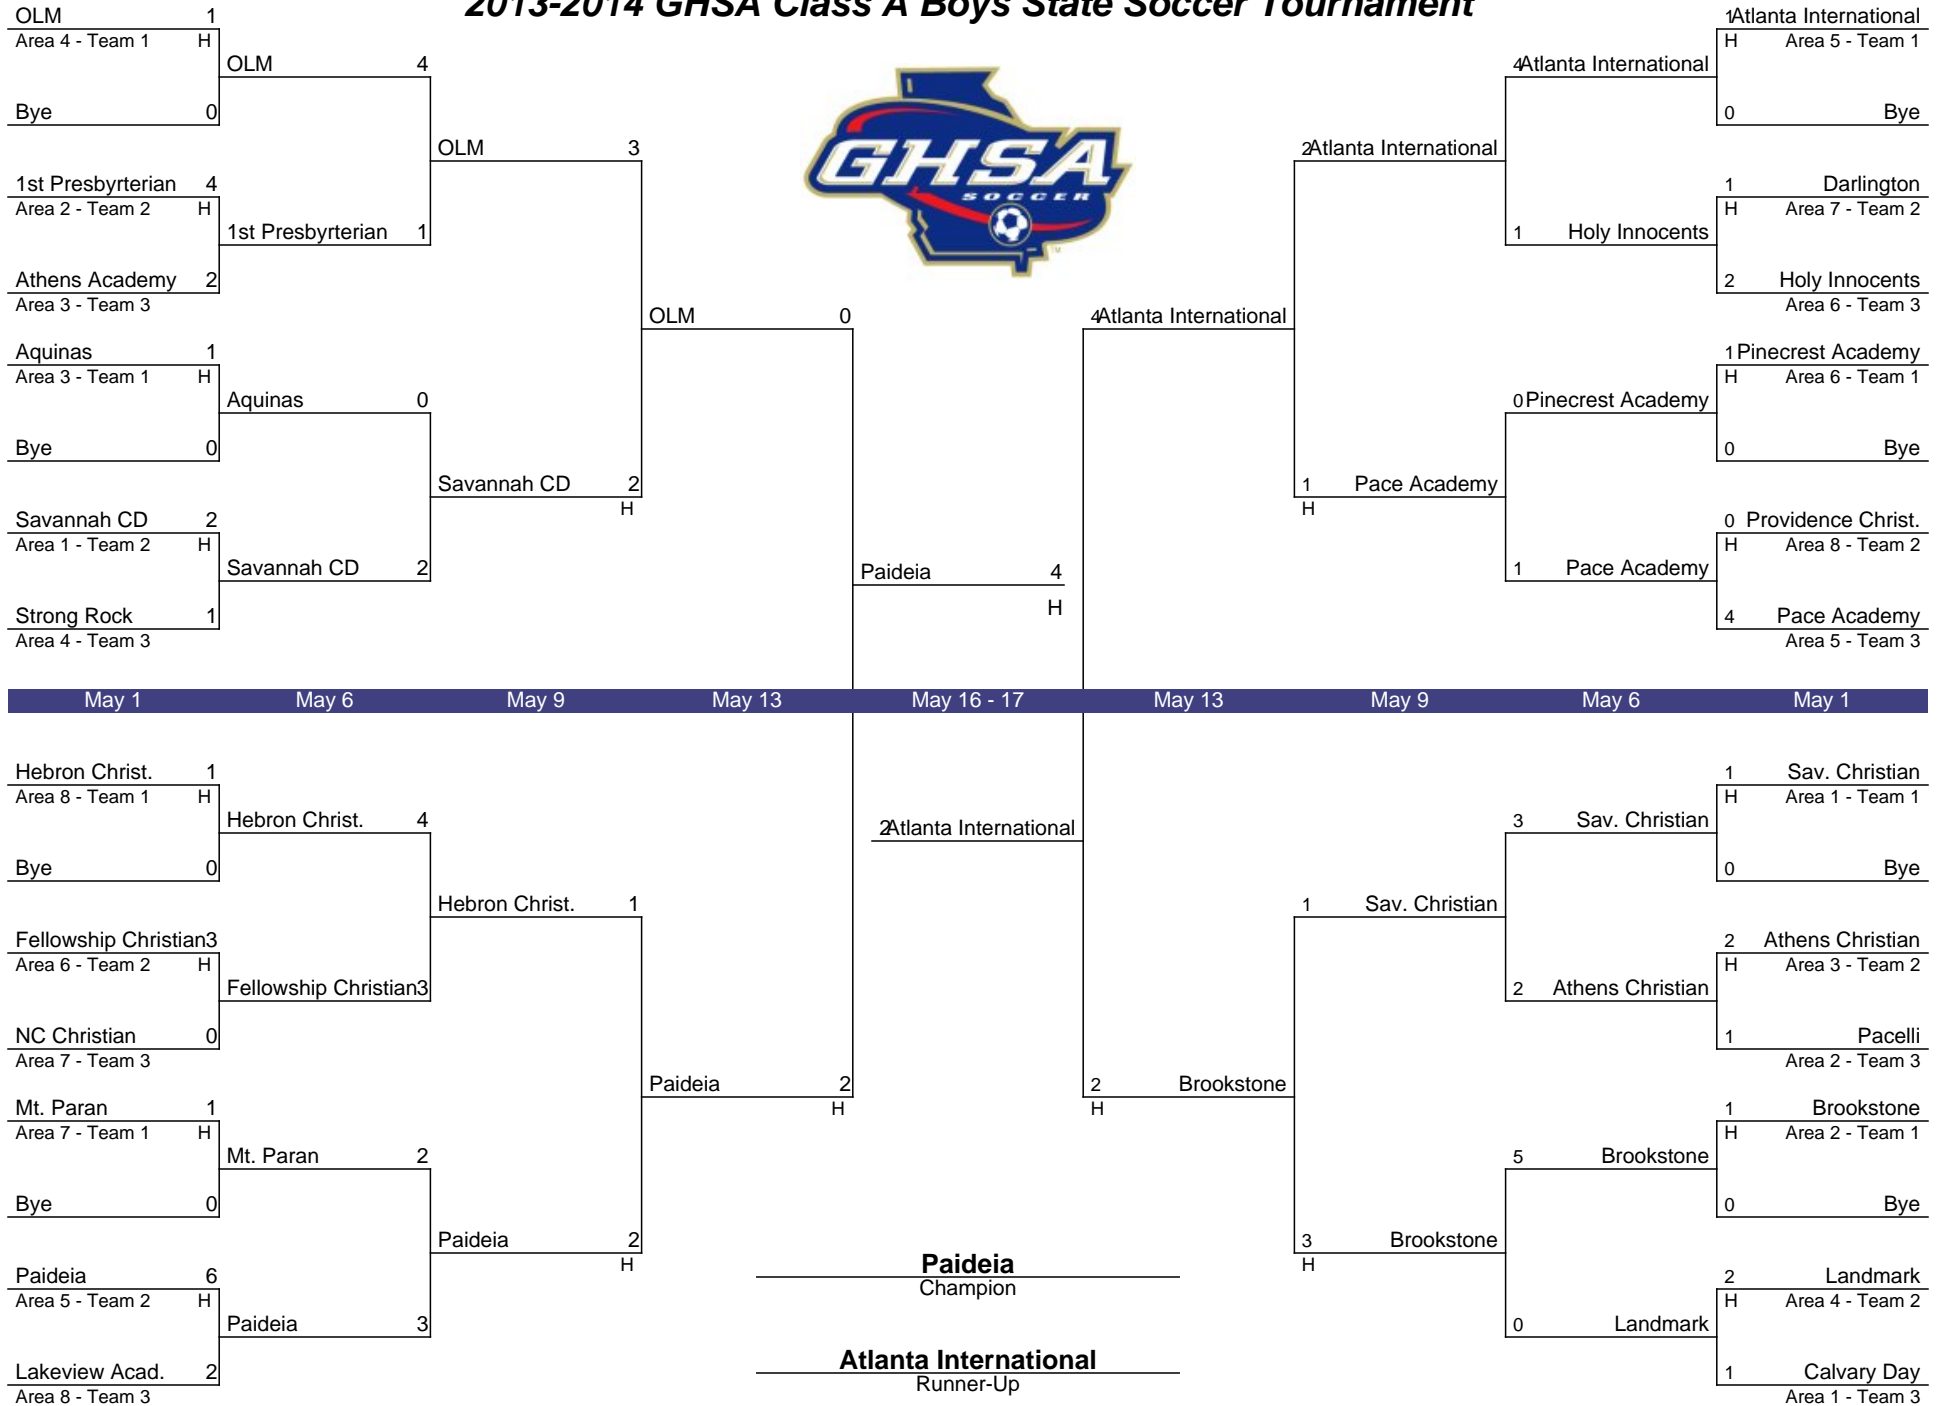 2013-2014 GHSA Class A Boys State Soccer Tournament
GHSA
SOCCER
OLM 1
Area 4 - Team 1 H
Bye 0
1st Presbyrterian 4
Area 2 - Team 2 H
Athens Academy 2
Area 3 - Team 3
Aquinas 1
Area 3 - Team 1 H
Bye 0
Savannah CD 2
Area 1 - Team 2 H
Strong Rock 1
Area 4 - Team 3
OLM 4
1st Presbyrterian 1
Aquinas 0
Savannah CD 2
OLM 3
Savannah CD 2
H
OLM 0
Paideia 4
H
4 Atlanta International
2 Atlanta International
1 Pace Academy
H
4 Atlanta International
1 Holy Innocents
0 Pinecrest Academy
1 Pace Academy
1 Atlanta International
H Area 5 - Team 1
0 Bye
1 Darlington
H Area 7 - Team 2
2 Holy Innocents
Area 6 - Team 3
1 Pinecrest Academy
H Area 6 - Team 1
0 Bye
0 Providence Christ.
H Area 8 - Team 2
4 Pace Academy
Area 5 - Team 3
May 1 May 6 May 9 May 13 May 16 - 17 May 13 May 9 May 6 May 1
Hebron Christ. 1
Area 8 - Team 1 H
Bye 0
Fellowship Christian 3
Area 6 - Team 2 H
NC Christian 0
Area 7 - Team 3
Mt. Paran 1
Area 7 - Team 1 H
Bye 0
Paideia 6
Area 5 - Team 2 H
Lakeview Acad. 2
Area 8 - Team 3
Hebron Christ. 4
Fellowship Christian 3
Mt. Paran 2
Paideia 3
Hebron Christ. 1
Paideia 2
H
Paideia 2
H
2 Atlanta International
2 Brookstone
H
1 Sav. Christian
3 Brookstone
H
3 Sav. Christian
2 Athens Christian
5 Brookstone
0 Landmark
1 Sav. Christian
H Area 1 - Team 1
0 Bye
2 Athens Christian
H Area 3 - Team 2
1 Pacelli
Area 2 - Team 3
1 Brookstone
H Area 2 - Team 1
0 Bye
2 Landmark
H Area 4 - Team 2
1 Calvary Day
Area 1 - Team 3
Paideia
Champion
Atlanta International
Runner-Up